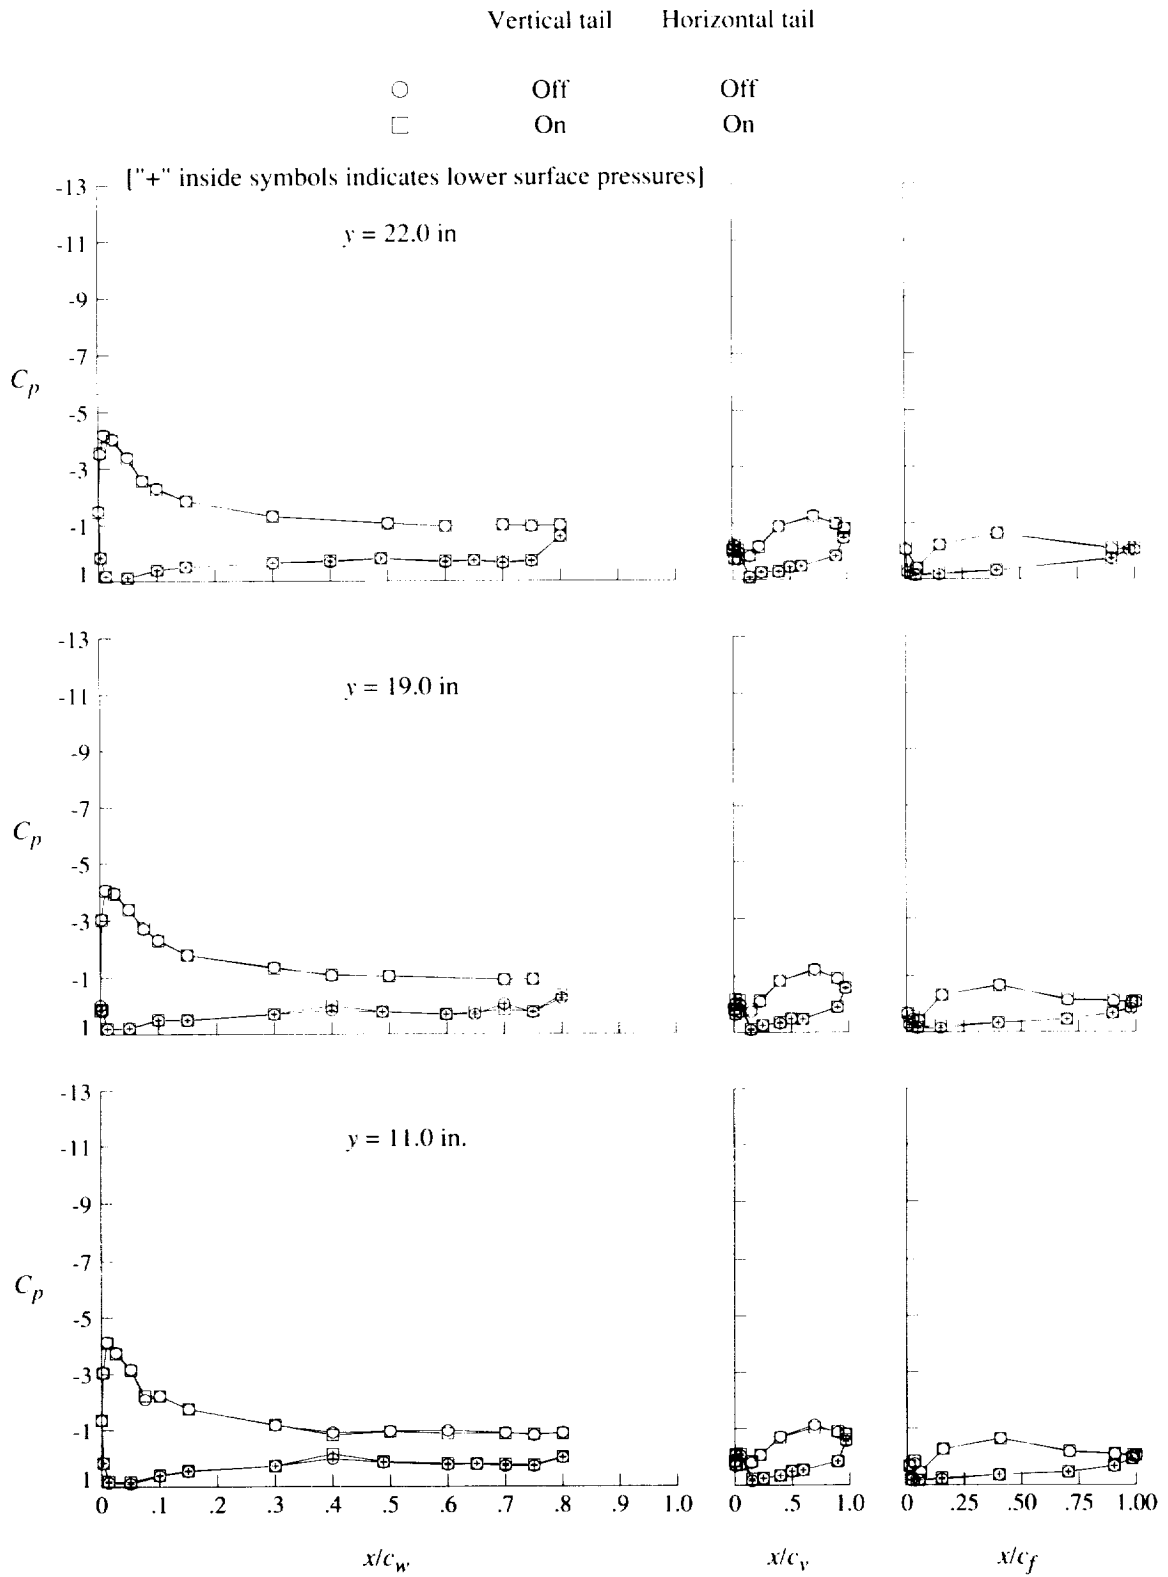 Vertical tail Horizontal tail
Off Off
On On
["+" inside symbols indicates lower surface pressures]
-13
y = 22.0 in
-11
-9
-7
Cp
-5
-3
-1
1
-13
y = 19.0 in
-11
-9
-7
Cp
-5
-3
-1
1
-13
y = 11.0 in.
-11
-9
-7
Cp
-5
-3
-1
1
0 .1 .2 .3 .4 .5 .6 .7 .8 .9 1.0 0 .5 1.0 0 .25 .50 .75 1.00
x/cw x/cv x/cf